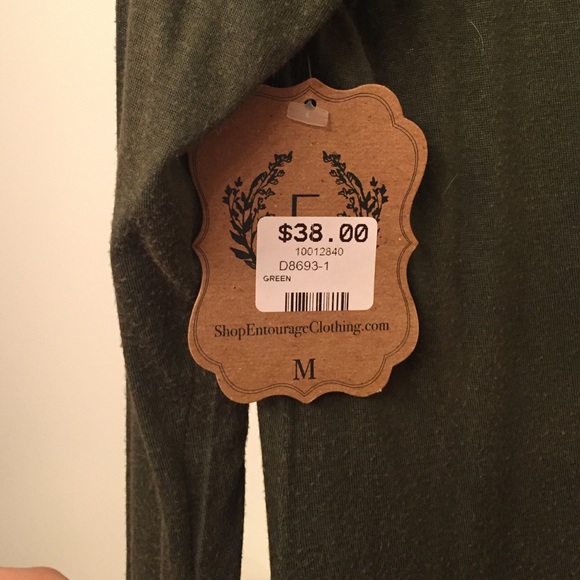 E
$38.00
10012840
D8693-1
GREEN
ShopEntourageClothing.com
M